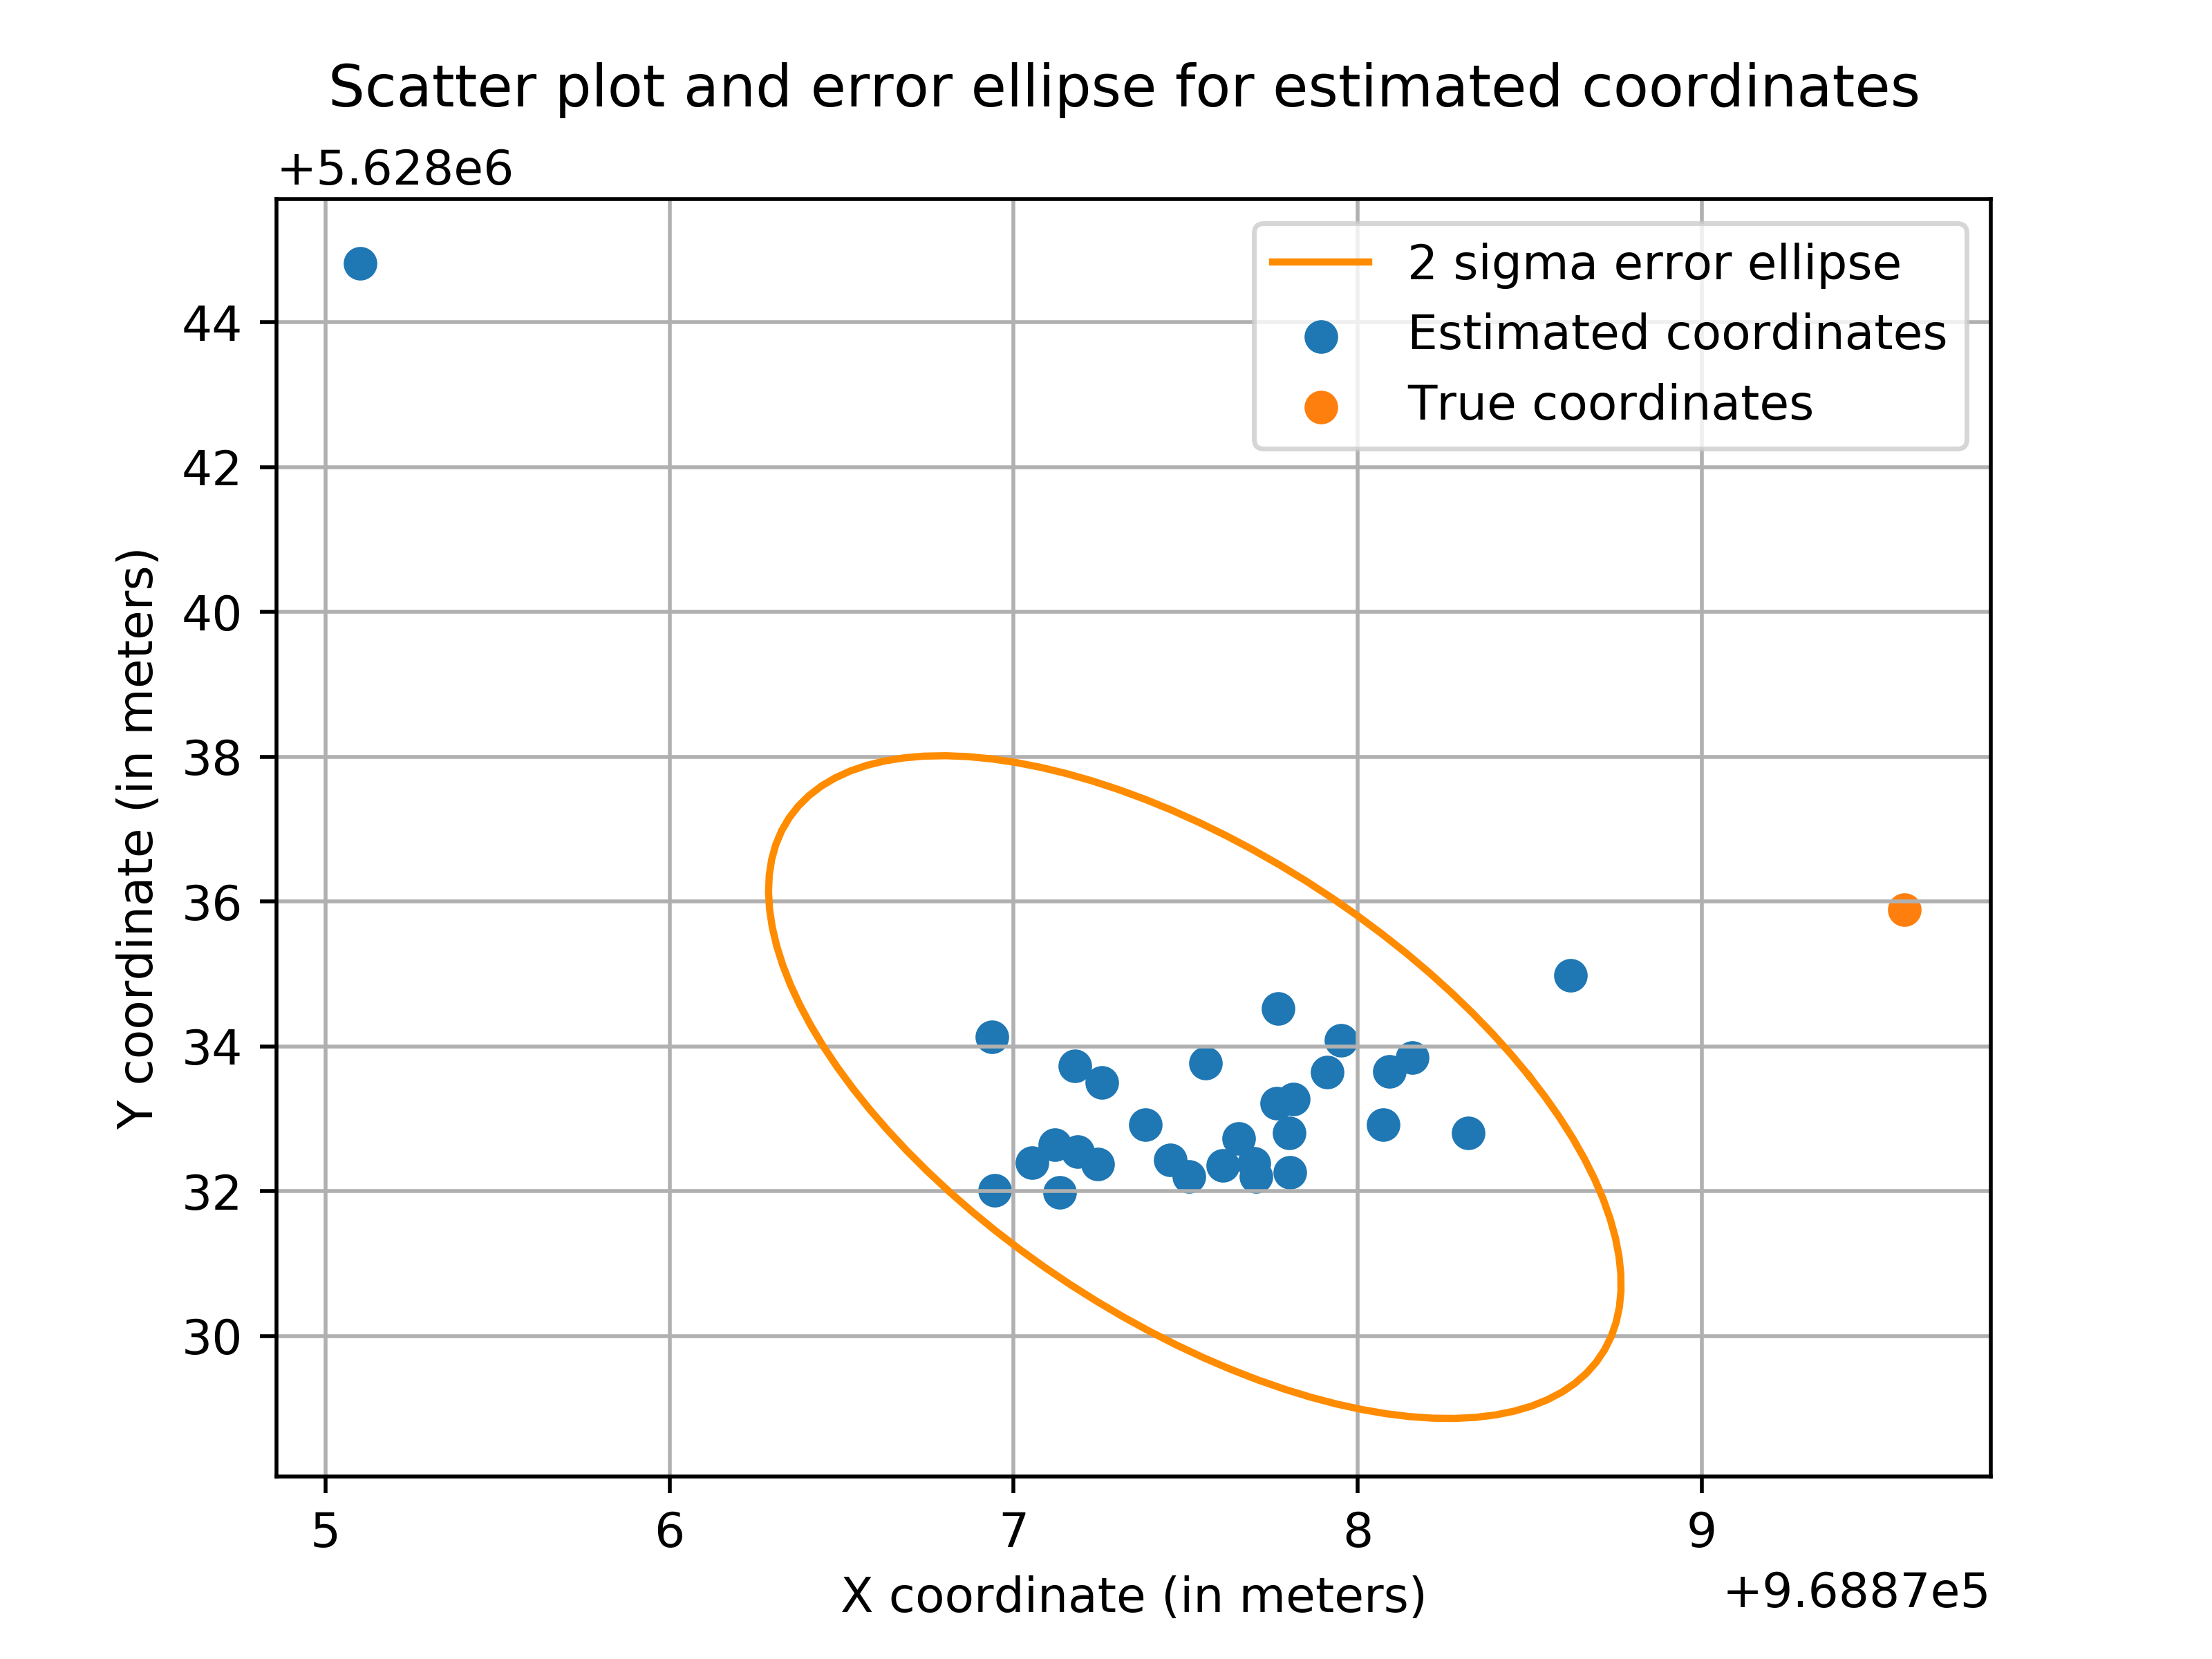 Scatter plot and error ellipse for estimated coordinates
+5.628e6
2 sigma error ellipse
Estimated coordinates
True coordinates
44
42
40
38
36
34
32
30
Y coordinate (in meters)
5 6 7 8 9
X coordinate (in meters)
+9.6887e5